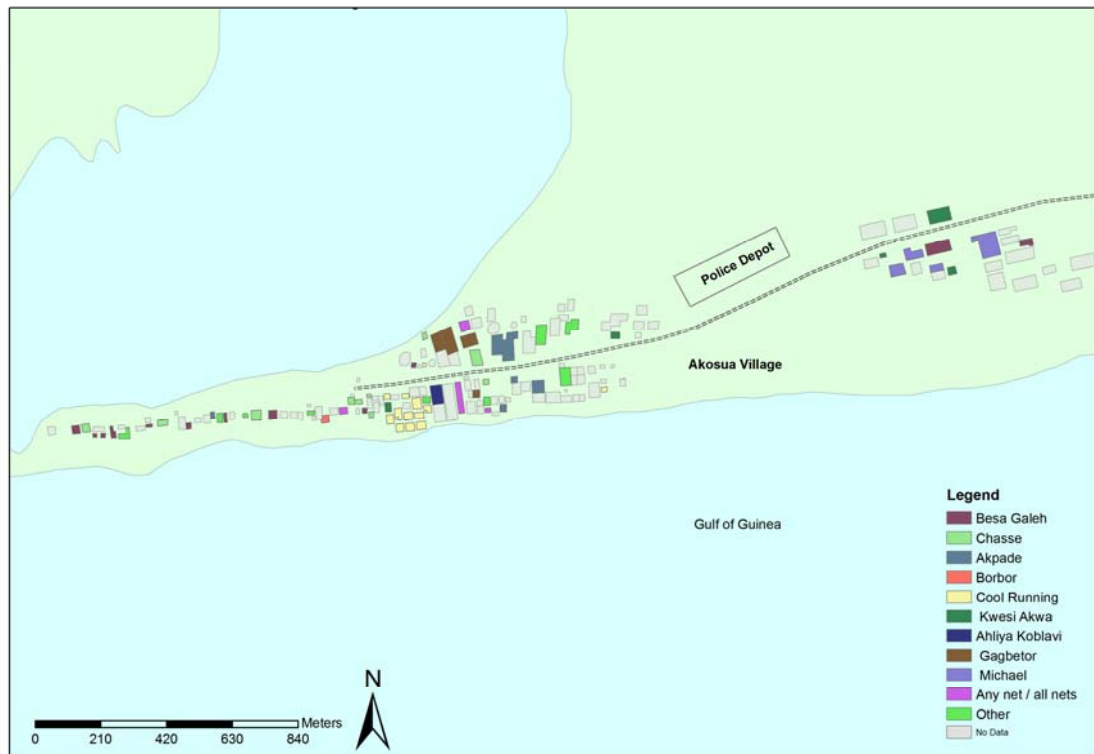 Police Depot
Akosua Village
Gulf of Guinea
Legend
Besa Galeh
Chasse
Akpade
Borbor
Cool Running
Kwesi Akwa
Ahliya Koblavi
Gagbetor
Michael
Any net / all nets
Other
No Data
N
Meters
0 210 420 630 840